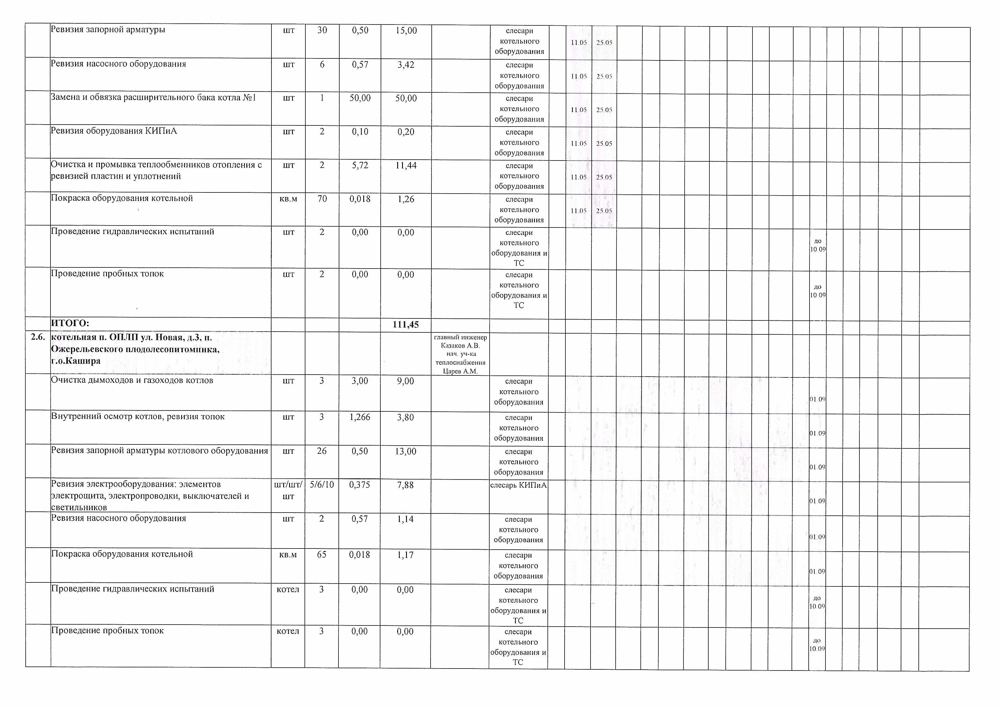 Ревизия запорной арматуры шт 30 0,50 15,00 слесари
котельного
оборудования
11.05 25.05
Ревизия насосного оборудования шт 6 0,57 3,42 слесари
котельного
оборудования
11.05 25.05
Замена и обвязка расширительного бака котла №1 шт 1 50,00 50,00 слесари
котельного
оборудования
11.05 25.05
Ревизия оборудования КИПиА шт 2 0,10 0,20 слесари
котельного
оборудования
11.05 25.05
Очистка и промывка теплообменников отопления с
ревизией пластин и уплотнений
шт 2 5,72 11,44 слесари
котельного
оборудования
11.05 25.05
Покраска оборудования котельной кв.м 70 0,018 1,26 слесари
котельного
оборудования
11.05 25.05
Проведение гидравлических испытаний шт 2 0,00 0,00 слесари
котельного
оборудования и
ТС
до
10.09
Проведение пробных топок шт 2 0,00 0,00 слесари
котельного
оборудования и
ТС
до
10.09
ИТОГО: 111,45
2.6. котельная п. ОПЛП ул. Новая, д.3, п.
Ожерельевского плодолесопитомника,
г.о.Кашира
главный инженер
Казаков А.В.
нач. уч-ка
теплоснабжения
Царев А.М.
Очистка дымоходов и газоходов котлов шт 3 3,00 9,00 слесари
котельного
оборудования
01.09
Внутренний осмотр котлов, ревизия топок шт 3 1,266 3,80 слесари
котельного
оборудования
01.09
Ревизия запорной арматуры котлового оборудования шт 26 0,50 13,00 слесари
котельного
оборудования
01.09
Ревизия электрооборудования: элементов
электрощита, электропроводки, выключателей и
светильников
шт/шт/
шт
5/6/10 0,375 7,88 слесарь КИПиА
01.09
Ревизия насосного оборудования шт 2 0,57 1,14 слесари
котельного
оборудования
01.09
Покраска оборудования котельной кв.м 65 0,018 1,17 слесари
котельного
оборудования
01.09
Проведение гидравлических испытаний котел 3 0,00 0,00 слесари
котельного
оборудования и
ТС
до
10.09
Проведение пробных топок котел 3 0,00 0,00 слесари
котельного
оборудования и
ТС
до
10.09